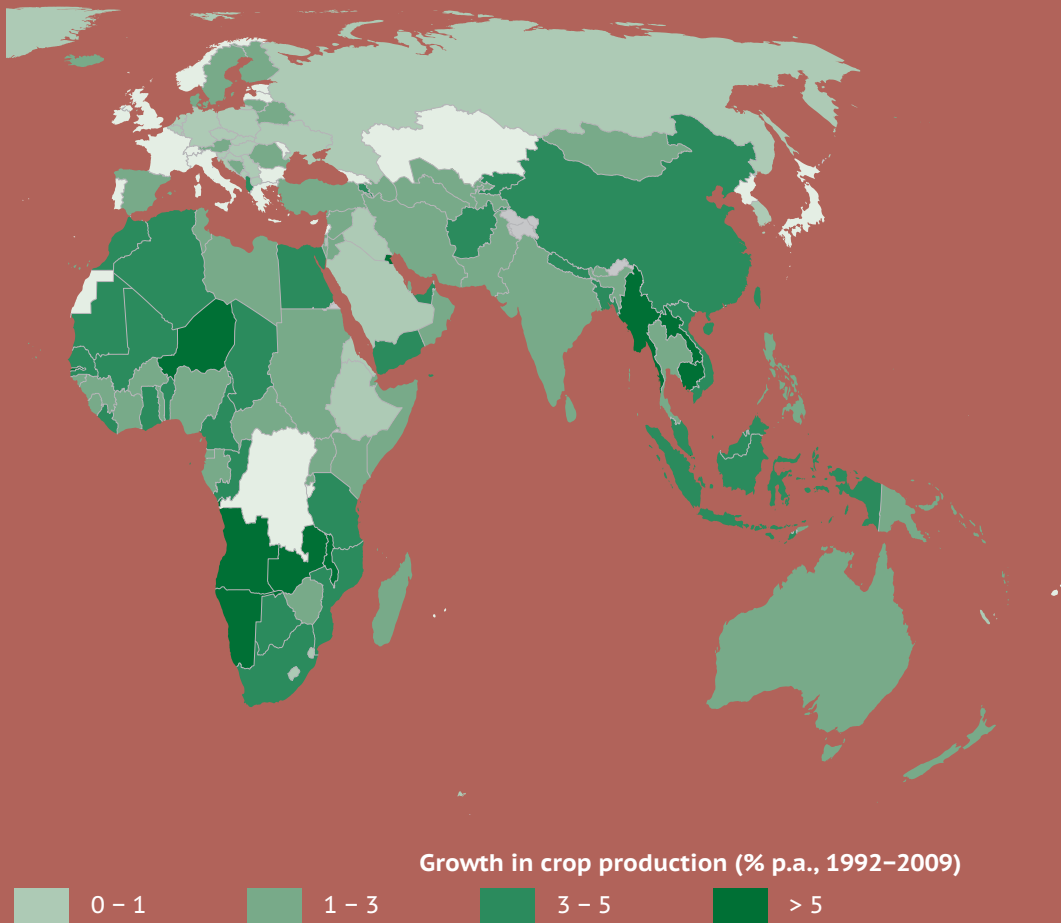 Growth in crop production (% p.a., 1992–2009)
0 – 1 1 – 3 3 – 5 > 5